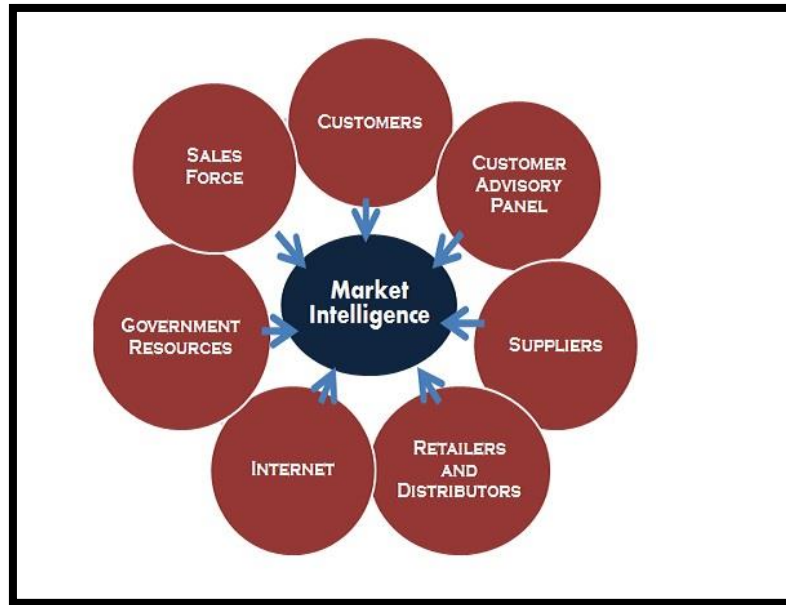 CUSTOMERS
SALES
FORCE
CUSTOMER
ADVISORY
PANEL
Market
Intelligence
GOVERNMENT
RESOURCES
SUPPLIERS
INTERNET
RETAILERS
AND
DISTRIBUTORS